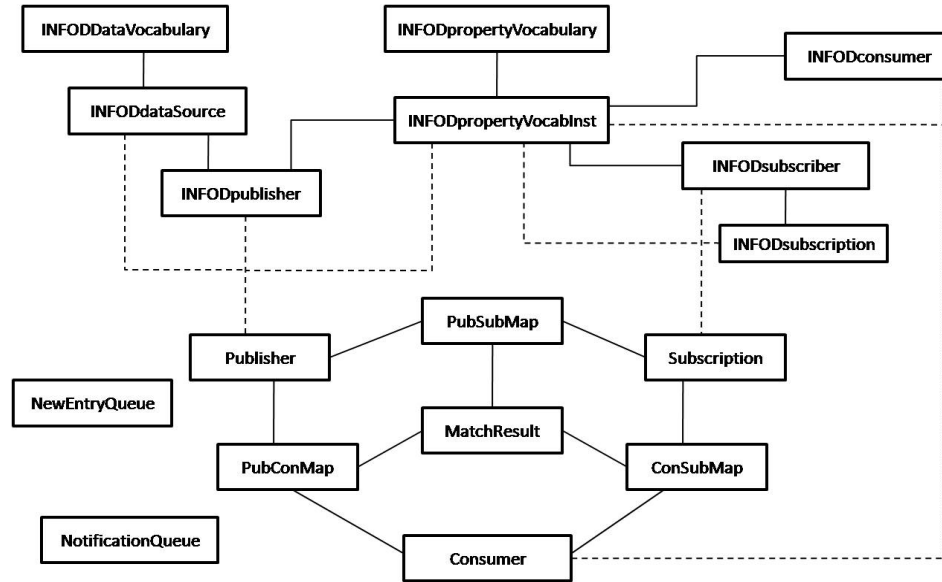 INFODDataVocabulary
INFODpropertyVocabulary
INFODconsumer
INFODdataSource
INFODpropertyVocabInst
INFODpublisher
INFODsubscriber
INFODsubscription
PubSubMap
Publisher
Subscription
NewEntryQueue
MatchResult
PubConMap
ConSubMap
NotificationQueue
Consumer